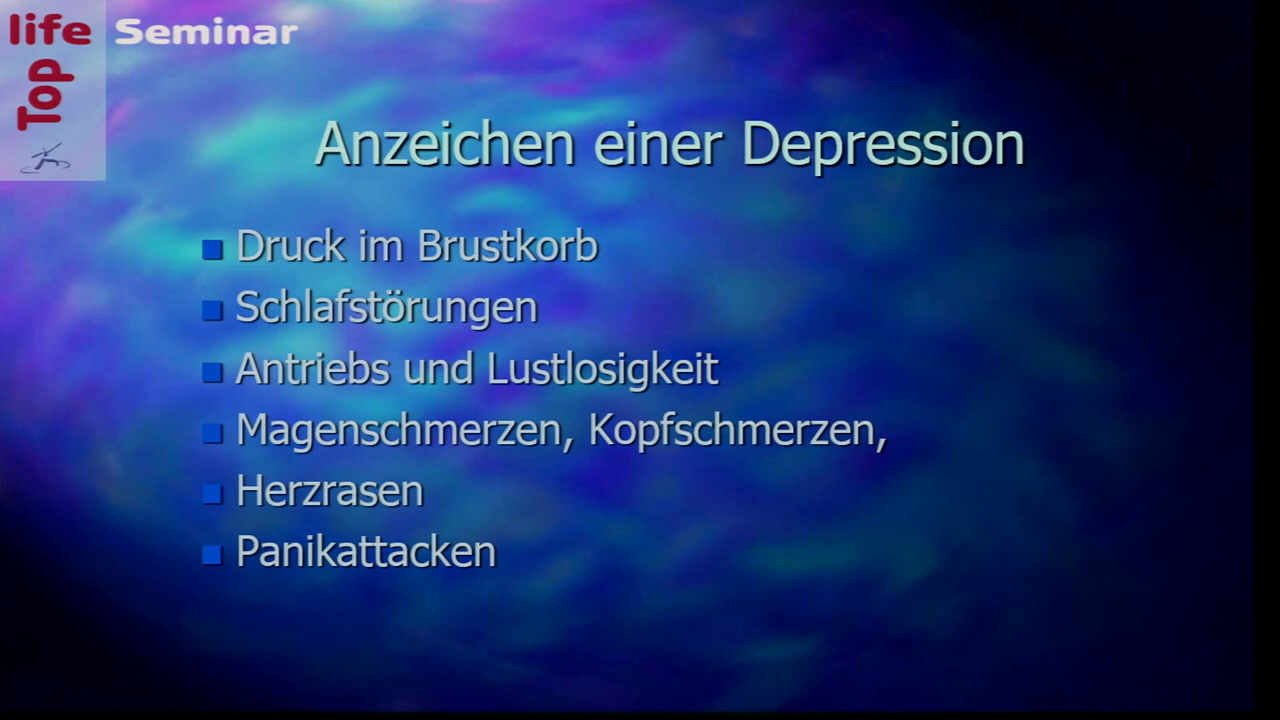 life Seminar
Top
Anzeichen einer Depression
Druck im Brustkorb
Schlafstörungen
Antriebs und Lustlosigkeit
Magenschmerzen, Kopfschmerzen,
Herzrasen
Panikattacken